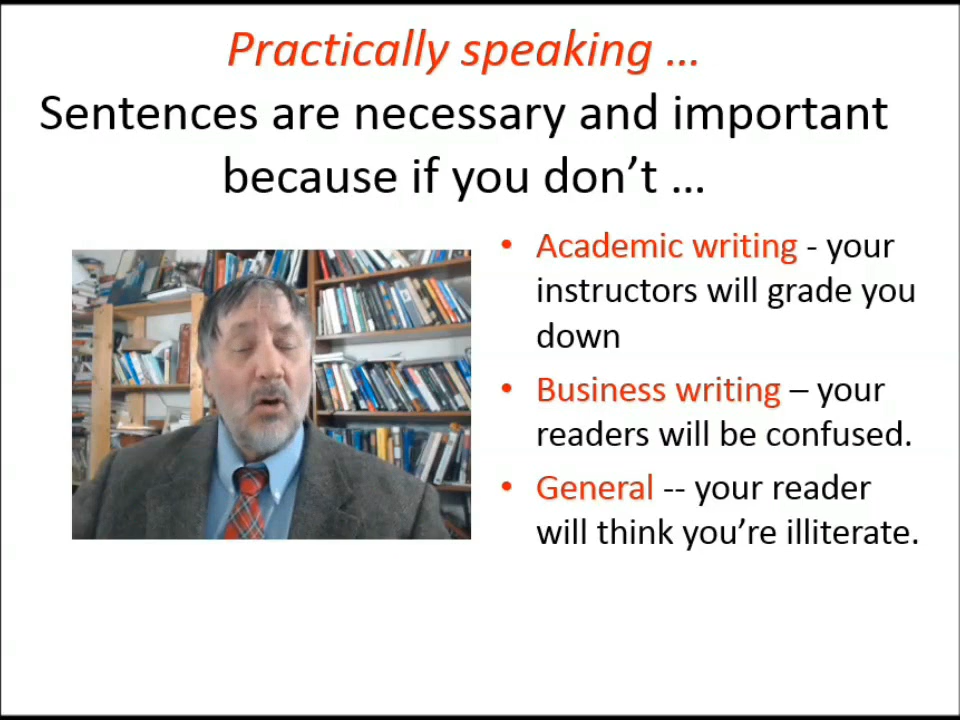 Practically speaking …
Sentences are necessary and important
because if you don’t …
• Academic writing - your
instructors will grade you
down
• Business writing – your
readers will be confused.
• General -- your reader
will think you’re illiterate.